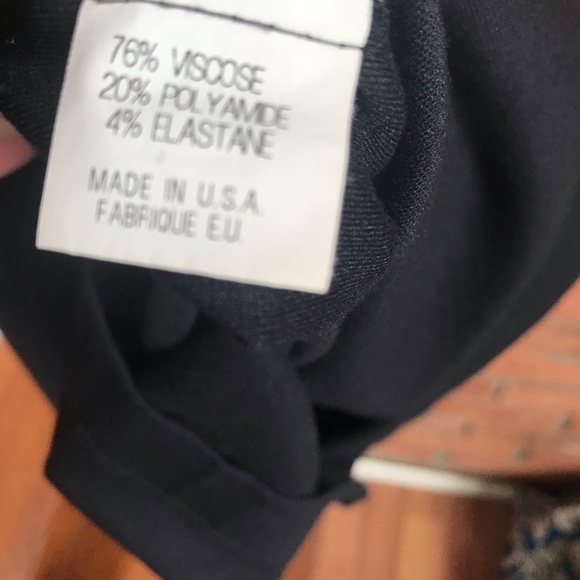 76% VISCOSE
20% POLYAMIDE
4% ELASTANE
MADE IN U.S.A.
FABRIQUE E.U.